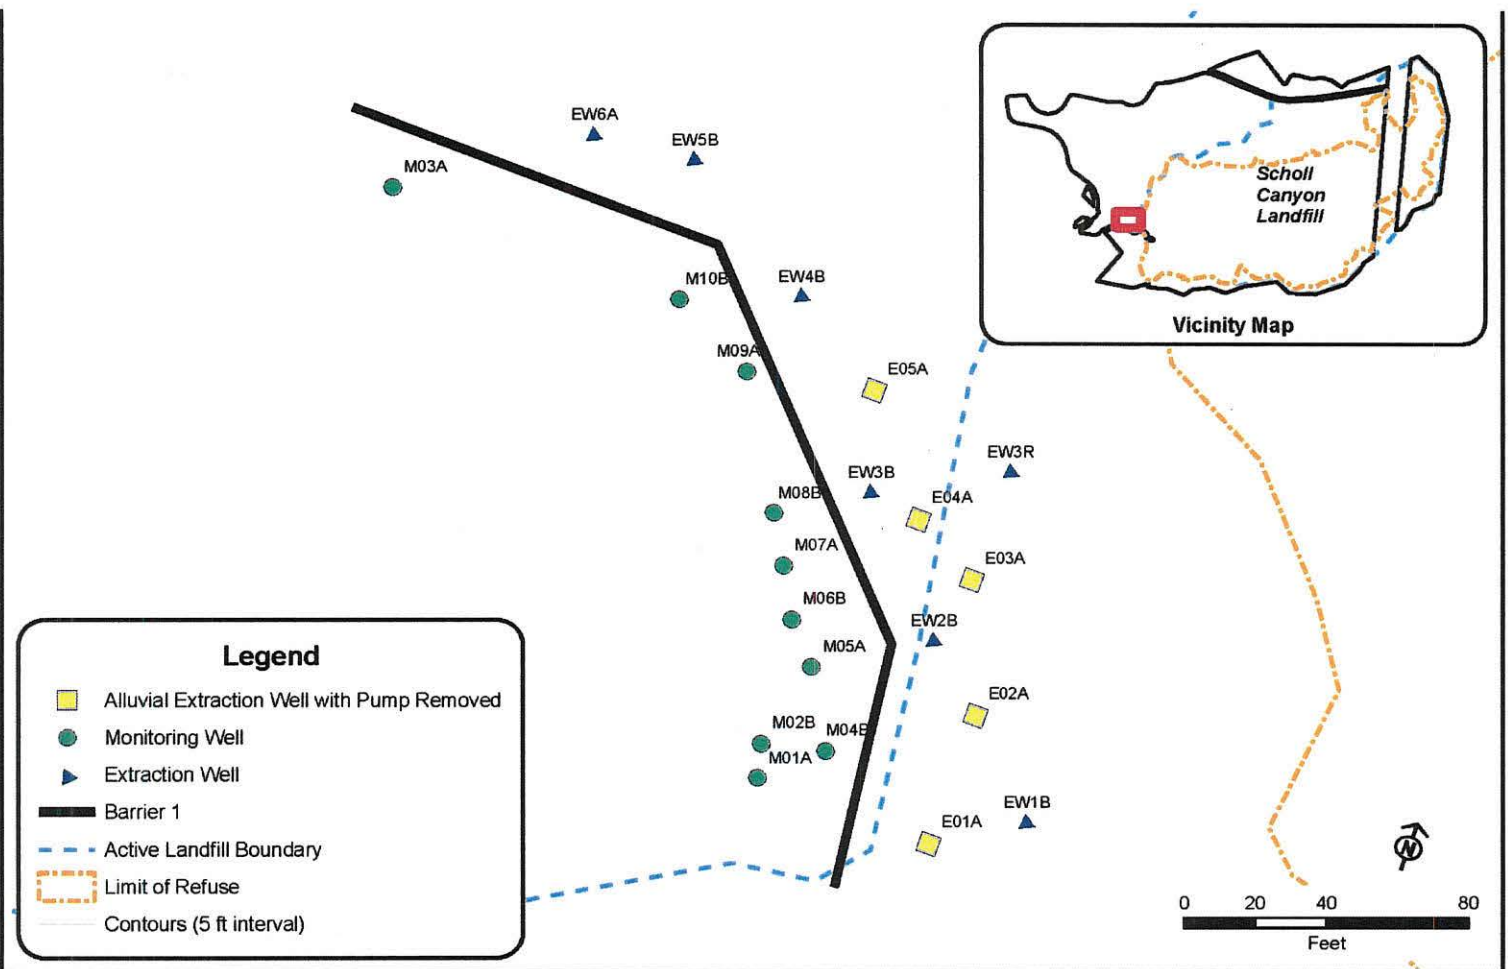 EW6A
EW5B
M03A
M10B
EW4B
M09A
E05A
EW3R
EW3B
M08B
E04A
M07A
E03A
M06B
EW2B
M05A
E02A
M02B
M04B
M01A
EW1B
E01A
Scholl
Canyon
Landfill
Vicinity Map
Legend
Alluvial Extraction Well with Pump Removed
Monitoring Well
Extraction Well
Barrier 1
Active Landfill Boundary
Limit of Refuse
Contours (5 ft interval)
N
0 20 40 80
Feet